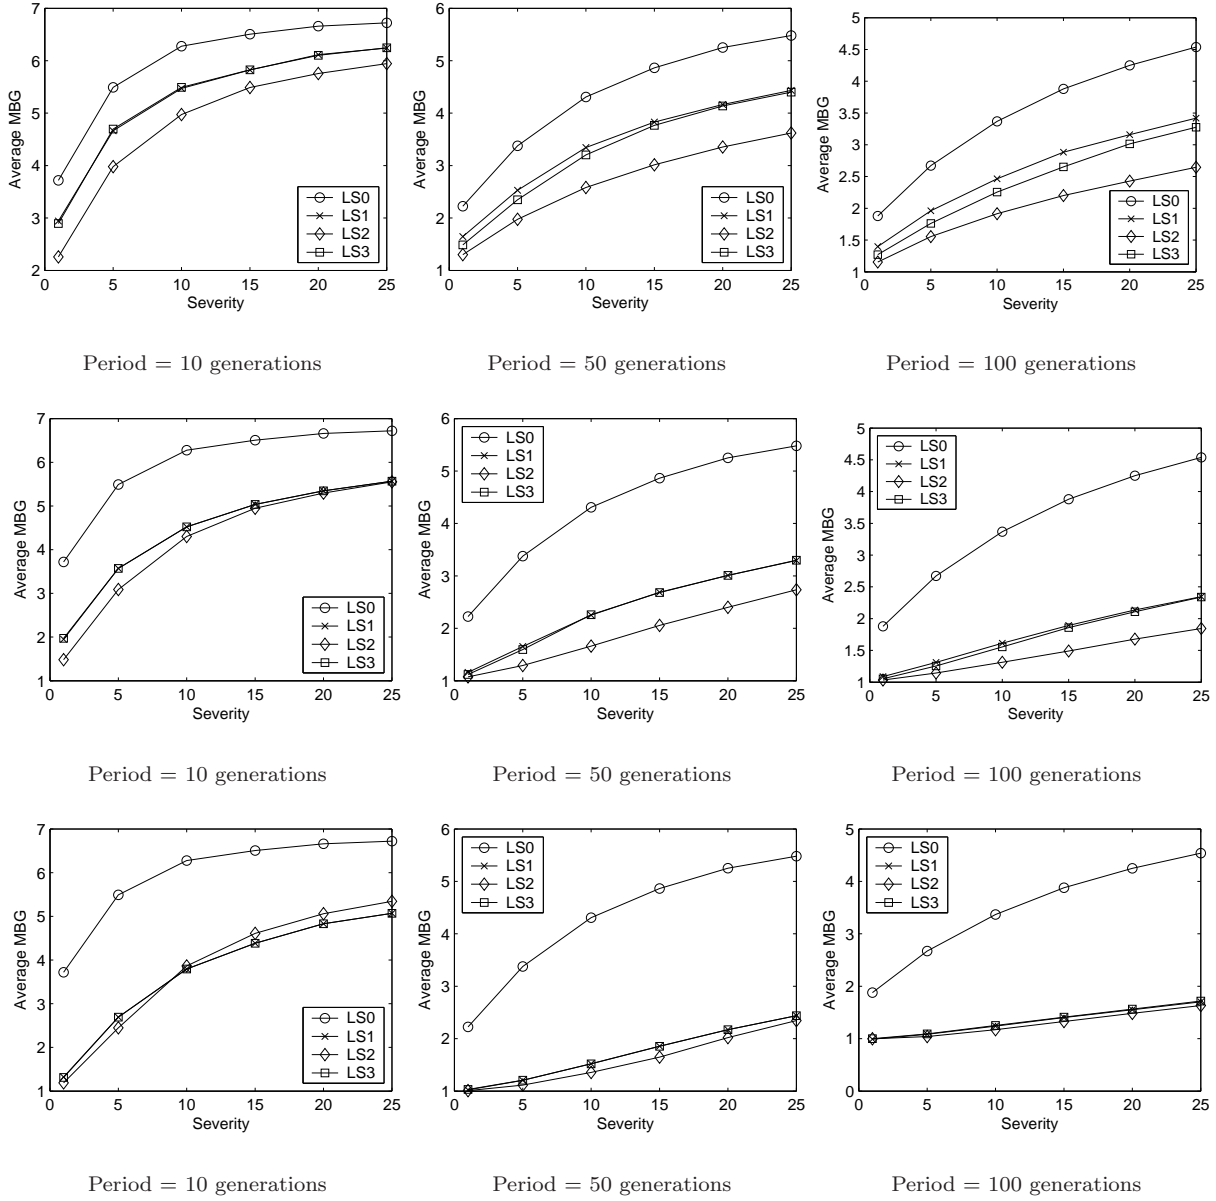 7
6
5
4
3
2
Average MBG
LS0
LS1
LS2
LS3
0 5 10 15 20 25
Severity
6
5
4
3
2
1
Average MBG
LS0
LS1
LS2
LS3
0 5 10 15 20 25
Severity
5
4.5
4
3.5
3
2.5
2
1.5
1
Average MBG
LS0
LS1
LS2
LS3
0 5 10 15 20 25
Severity
Period = 10 generations
Period = 50 generations
Period = 100 generations
7
6
5
4
3
2
1
Average MBG
LS0
LS1
LS2
LS3
0 5 10 15 20 25
Severity
6
5
4
3
2
1
Average MBG
LS0
LS1
LS2
LS3
0 5 10 15 20 25
Severity
5
4.5
4
3.5
3
2.5
2
1.5
1
Average MBG
LS0
LS1
LS2
LS3
0 5 10 15 20 25
Severity
Period = 10 generations
Period = 50 generations
Period = 100 generations
7
6
5
4
3
2
1
Average MBG
LS0
LS1
LS2
LS3
0 5 10 15 20 25
Severity
6
5
4
3
2
1
Average MBG
LS0
LS1
LS2
LS3
0 5 10 15 20 25
Severity
5
4
3
2
1
0
Average MBG
LS0
LS1
LS2
LS3
0 5 10 15 20 25
Severity
Period = 10 generations
Period = 50 generations
Period = 100 generations